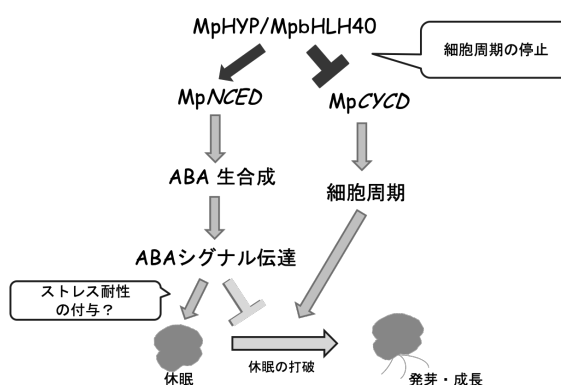 MpHYP/MpbHLH40
細胞周期の停止
MpNCED
MpCYCD
ABA 生合成
細胞周期
ABAシグナル伝達
ストレス耐性
の付与？
休眠の打破
休眠
発芽・成長